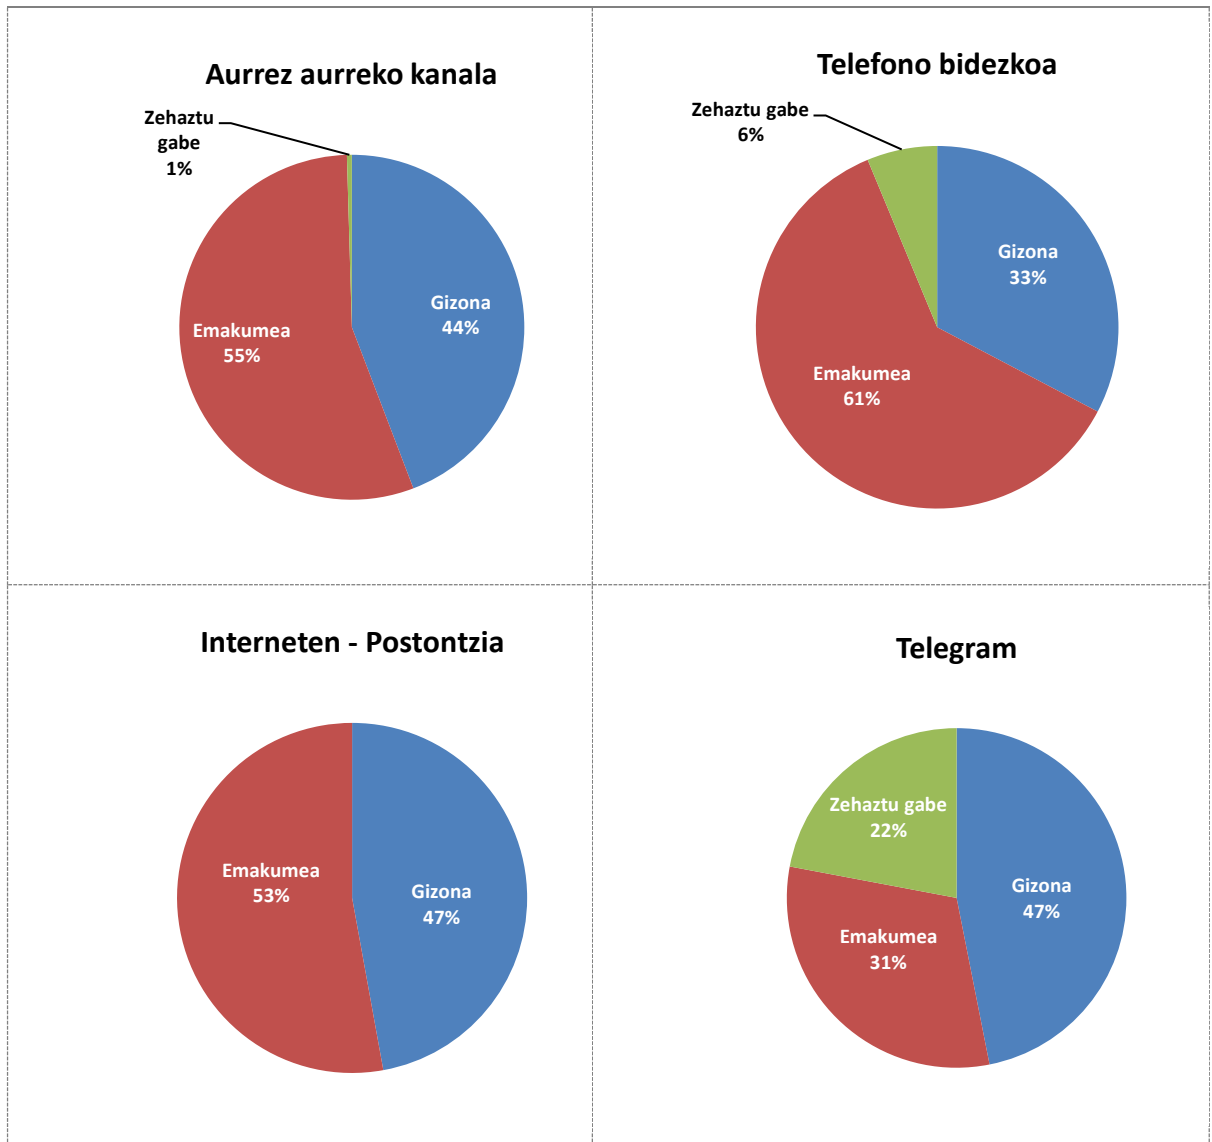 Aurrez aurreko kanala
Zehaztu
gabe
1%
Gizona
44%
Emakumea
55%
Telefono bidezkoa
Zehaztu gabe
6%
Gizona
33%
Emakumea
61%
Interneten - Postontzia
Emakumea
53%
Gizona
47%
Telegram
Zehaztu gabe
22%
Gizona
47%
Emakumea
31%